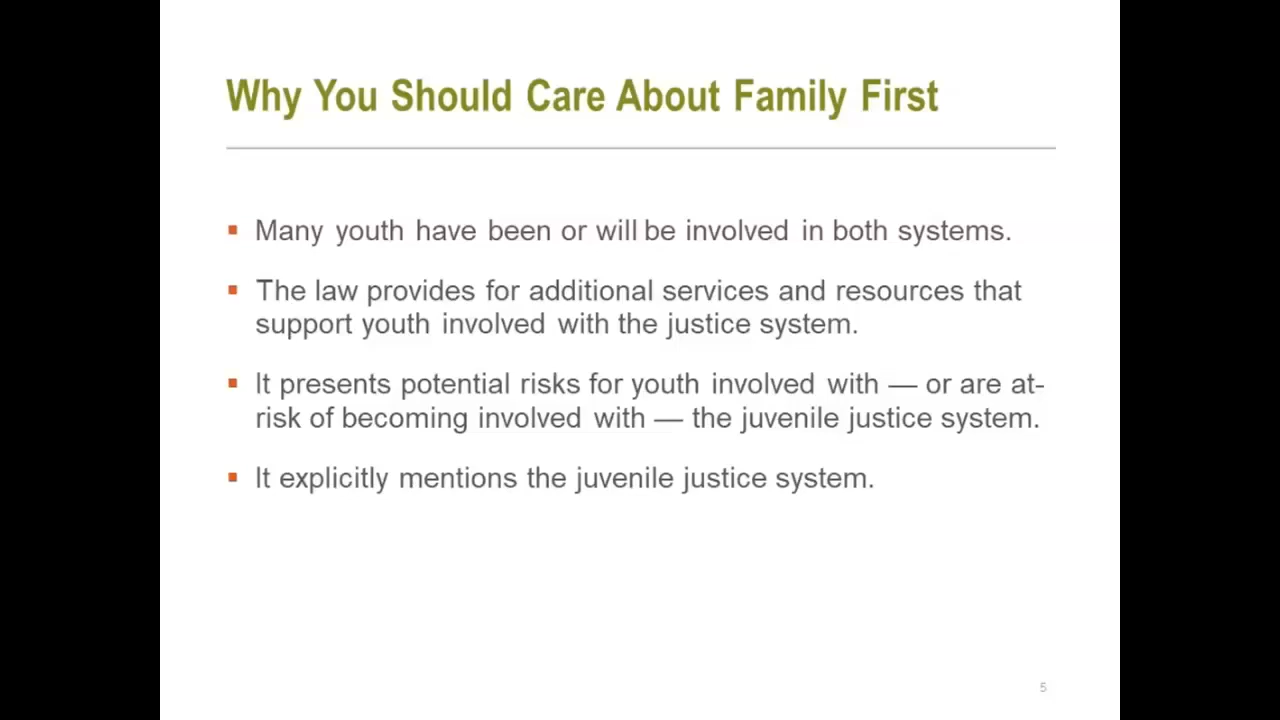 Why You Should Care About Family First
▪ Many youth have been or will be involved in both systems.
▪ The law provides for additional services and resources that
support youth involved with the justice system.
▪ It presents potential risks for youth involved with — or are at-
risk of becoming involved with — the juvenile justice system.
▪ It explicitly mentions the juvenile justice system.
5